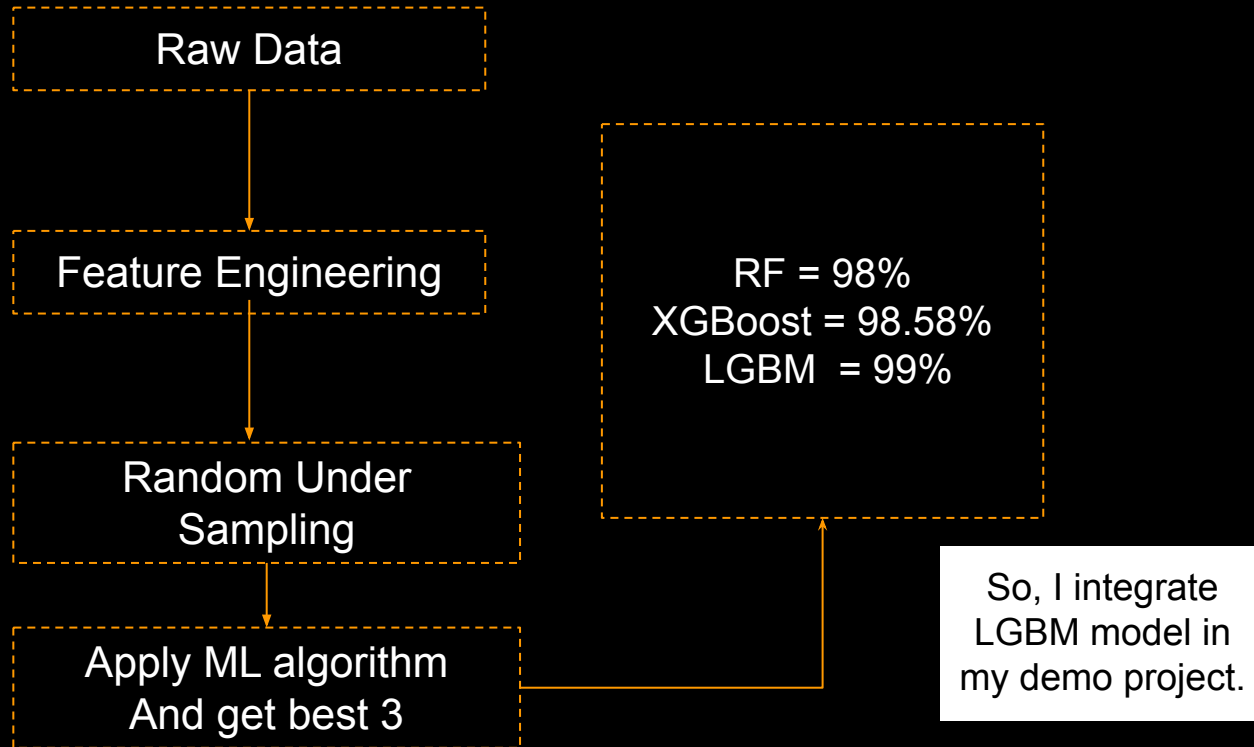 Raw Data
Feature Engineering
Random Under
Sampling
Apply ML algorithm
And get best 3
RF = 98%
XGBoost = 98.58%
LGBM  = 99%
So, I integrate
LGBM model in
my demo project.